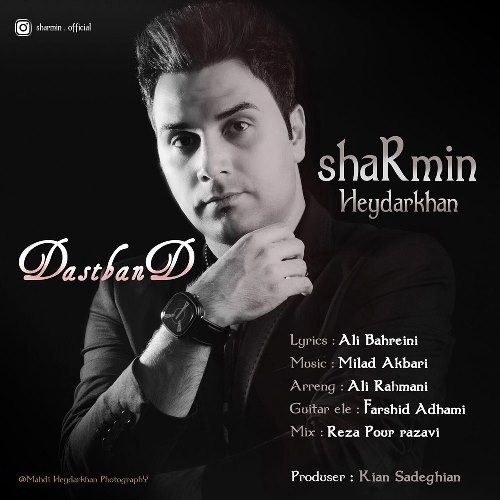 sharmin . official
shaRmin
Heydarkhan
DastbanD
Lyrics : Ali Bahreini
Music : Milad Akbari
Arreng : Ali Rahmani
Guitar ele : Farshid Adhami
Mix : Reza Pour razavi
Produser : Kian Sadeghian
@Mahdi Heydarkhan PhotographY